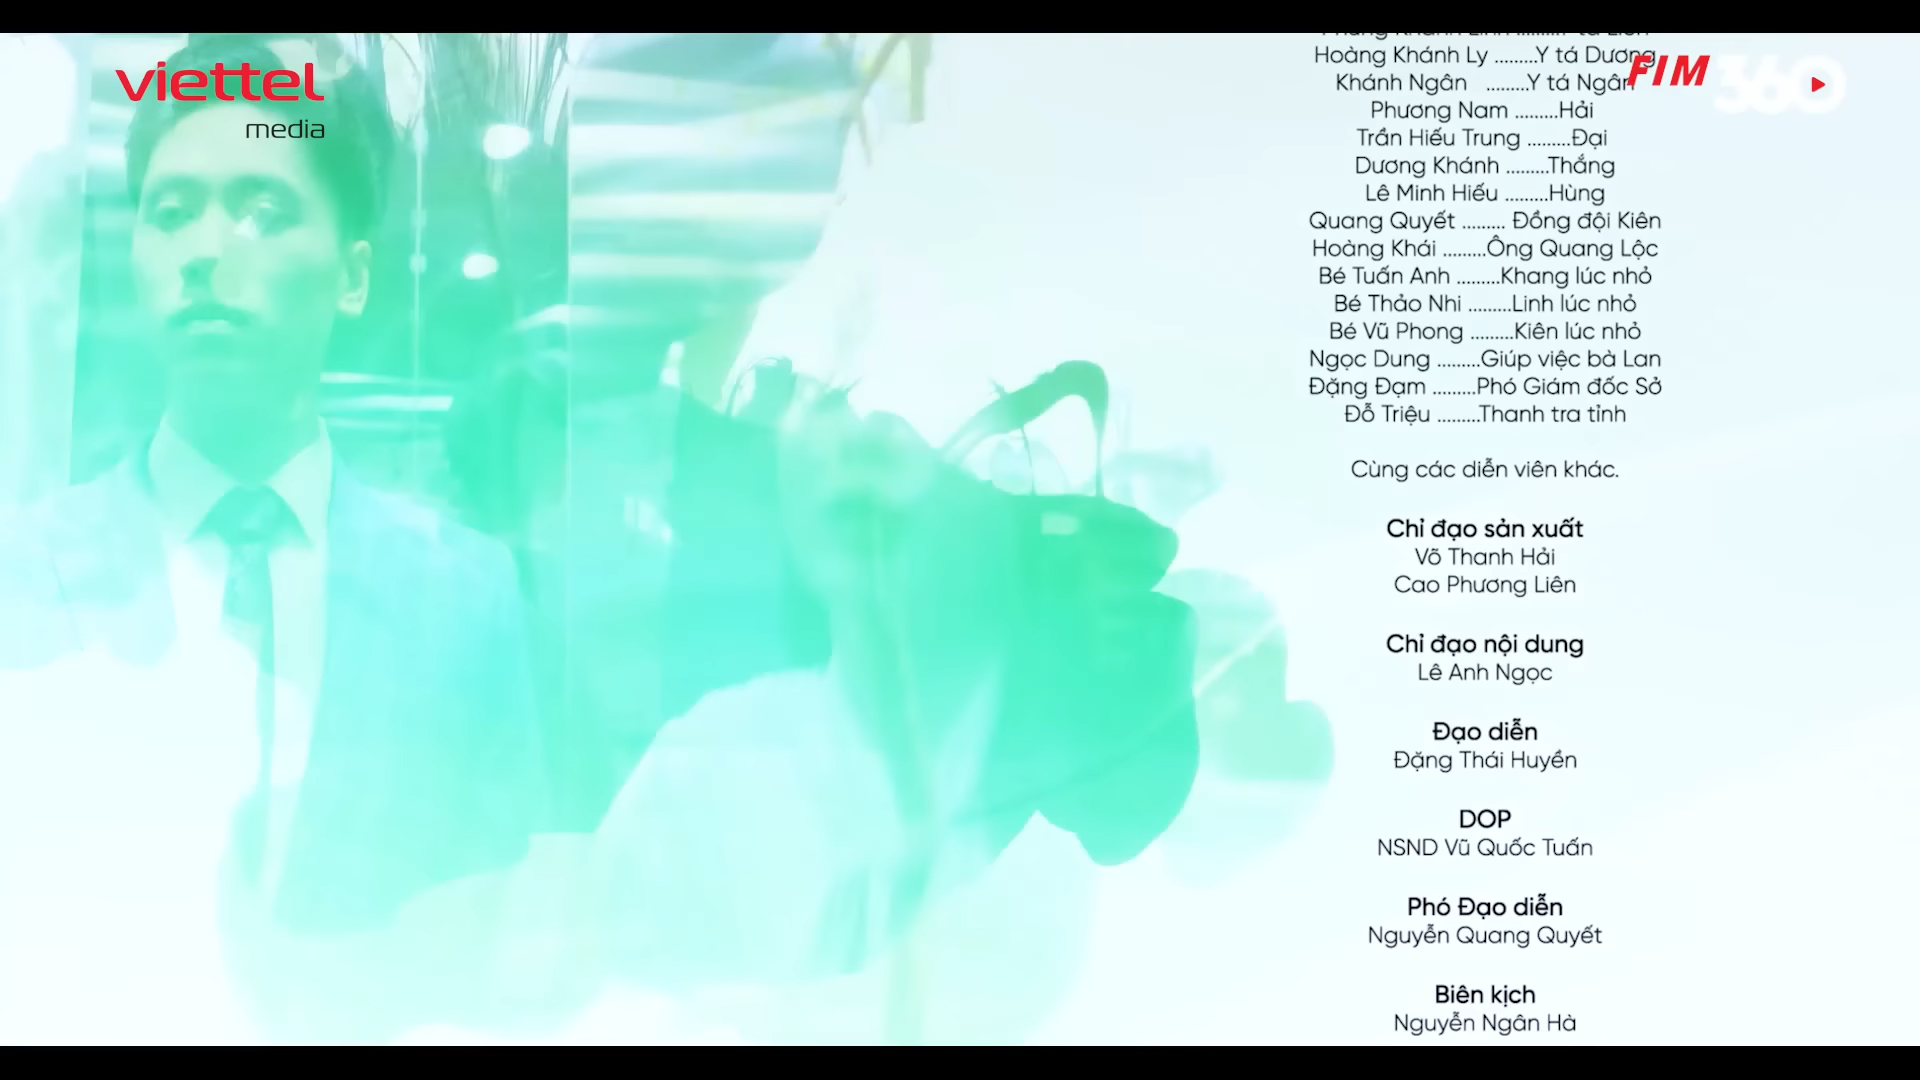 viettel
media
FIM360
Hoàng Khánh Ly .........Y tá Dương
Khánh Ngân .........Y tá Ngân
Phương Nam .........Hải
Trần Hiếu Trung .........Đại
Dương Khánh .........Thắng
Lê Minh Hiếu .........Hùng
Quang Quyết ......... Đồng đội Kiên
Hoàng Khái .........Ông Quang Lộc
Bé Tuấn Anh .........Khang lúc nhỏ
Bé Thảo Nhi .........Linh lúc nhỏ
Bé Vũ Phong .........Kiên lúc nhỏ
Ngọc Dung .........Giúp việc bà Lan
Đặng Đạm .........Phó Giám đốc Sở
Đỗ Triệu .........Thanh tra tỉnh
Cùng các diễn viên khác.
Chỉ đạo sản xuất
Võ Thanh Hải
Cao Phương Liên
Chỉ đạo nội dung
Lê Anh Ngọc
Đạo diễn
Đặng Thái Huyền
DOP
NSND Vũ Quốc Tuấn
Phó Đạo diễn
Nguyễn Quang Quyết
Biên kịch
Nguyễn Ngân Hà